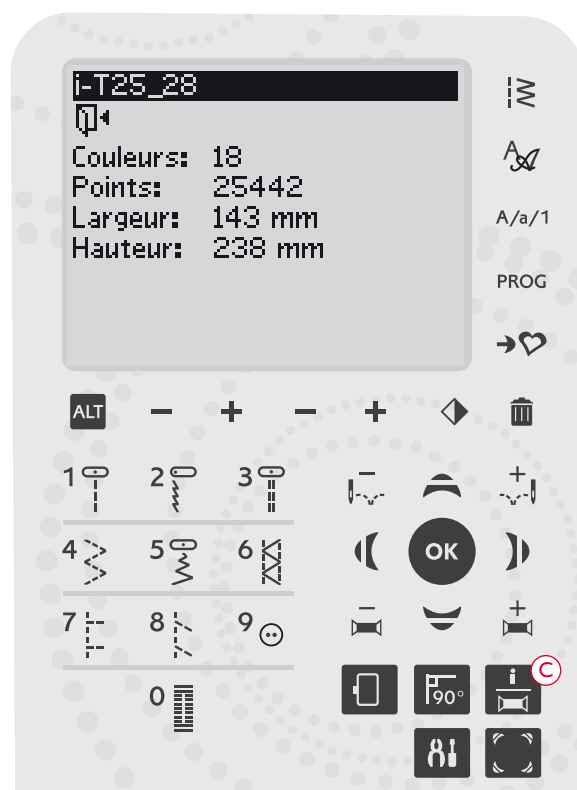 i-T25_28
Couleurs: 18
Points: 25442
Largeur: 143 mm
Hauteur: 238 mm
A
A/a/1
PROG
ALT
1
2
3
4
5
6
OK
7
8
9
0
90°
i
C